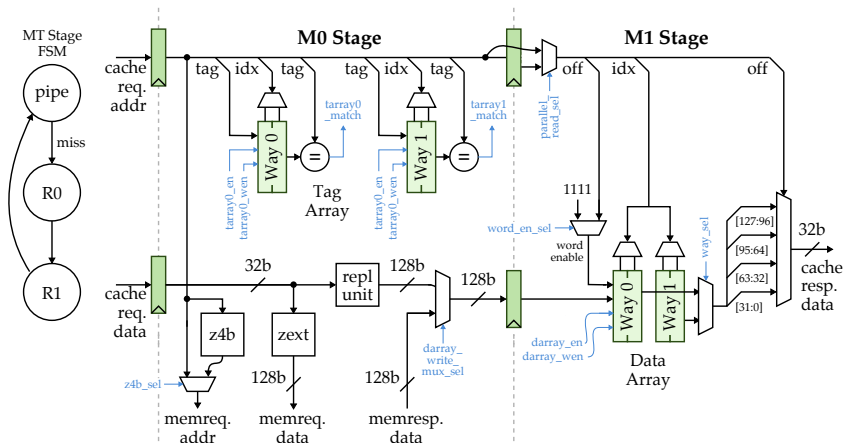 MT Stage
FSM
pipe
miss
R0
R1
M0 Stage
M1 Stage
cache
req.
addr
tag
idx
tag
tag
idx
tag
off
idx
off
tarray0
_match
tarray1
_match
parallel_
read_sel
Way 0
=
Way 1
=
tarray0_en
tarray0_wen
tarray0_en
tarray0_wen
Tag
Array
1111
word_en_sel
word
enable
way_sel
[127:96]
[95:64]
[63:32]
[31:0]
32b
cache
resp.
data
cache
req.
data
32b
repl
unit
128b
128b
Way 0
Way 1
z4b
zext
darray_
write_
mux_sel
darray_en
darray_wen
Data
Array
z4b_sel
128b
128b
memreq.
addr
memreq.
data
memresp.
data